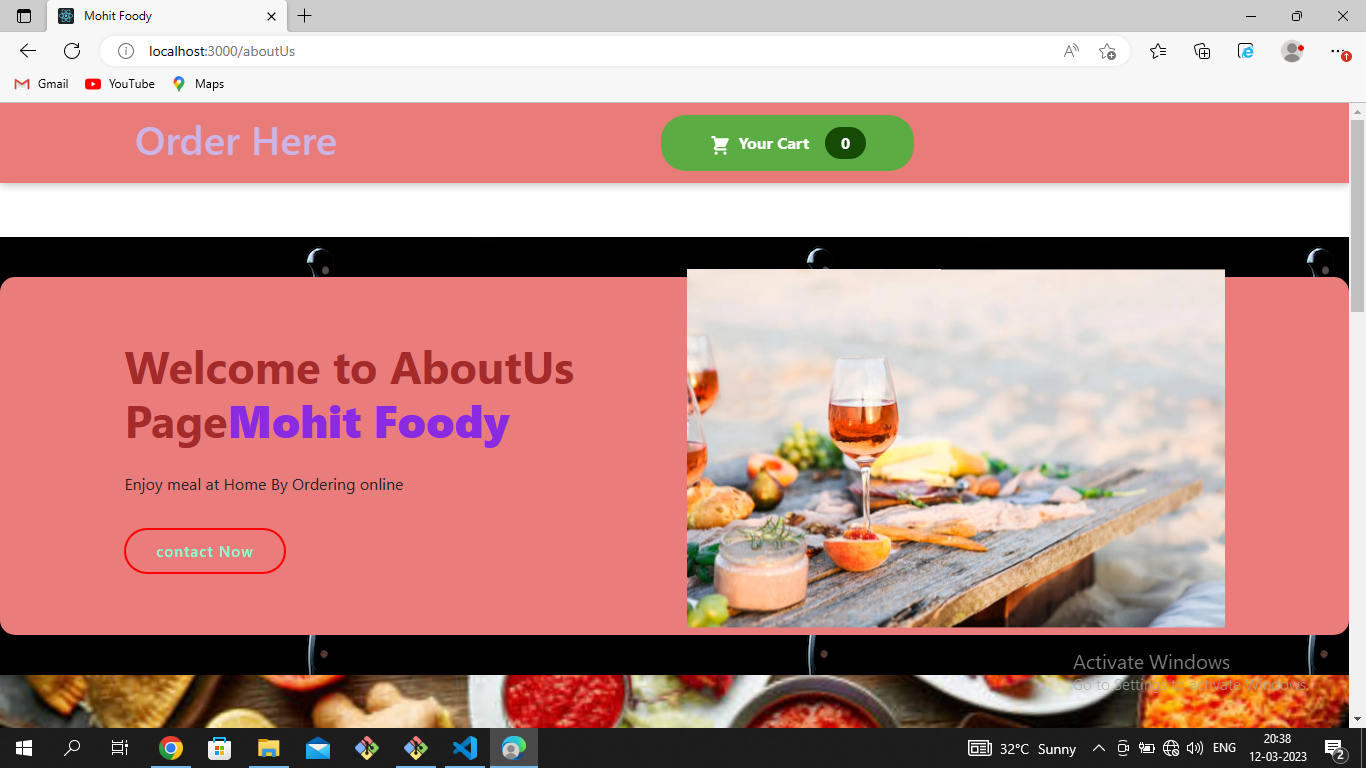 Mohit Foody
localhost:3000/aboutUs
Gmail YouTube Maps
Order Here
Your Cart 0
Welcome to AboutUs
PageMohit Foody
Enjoy meal at Home By Ordering online
contact Now
Activate Windows
Go to Settings to activate Windows.
32°C Sunny
ENG
20:38
12-03-2023
2